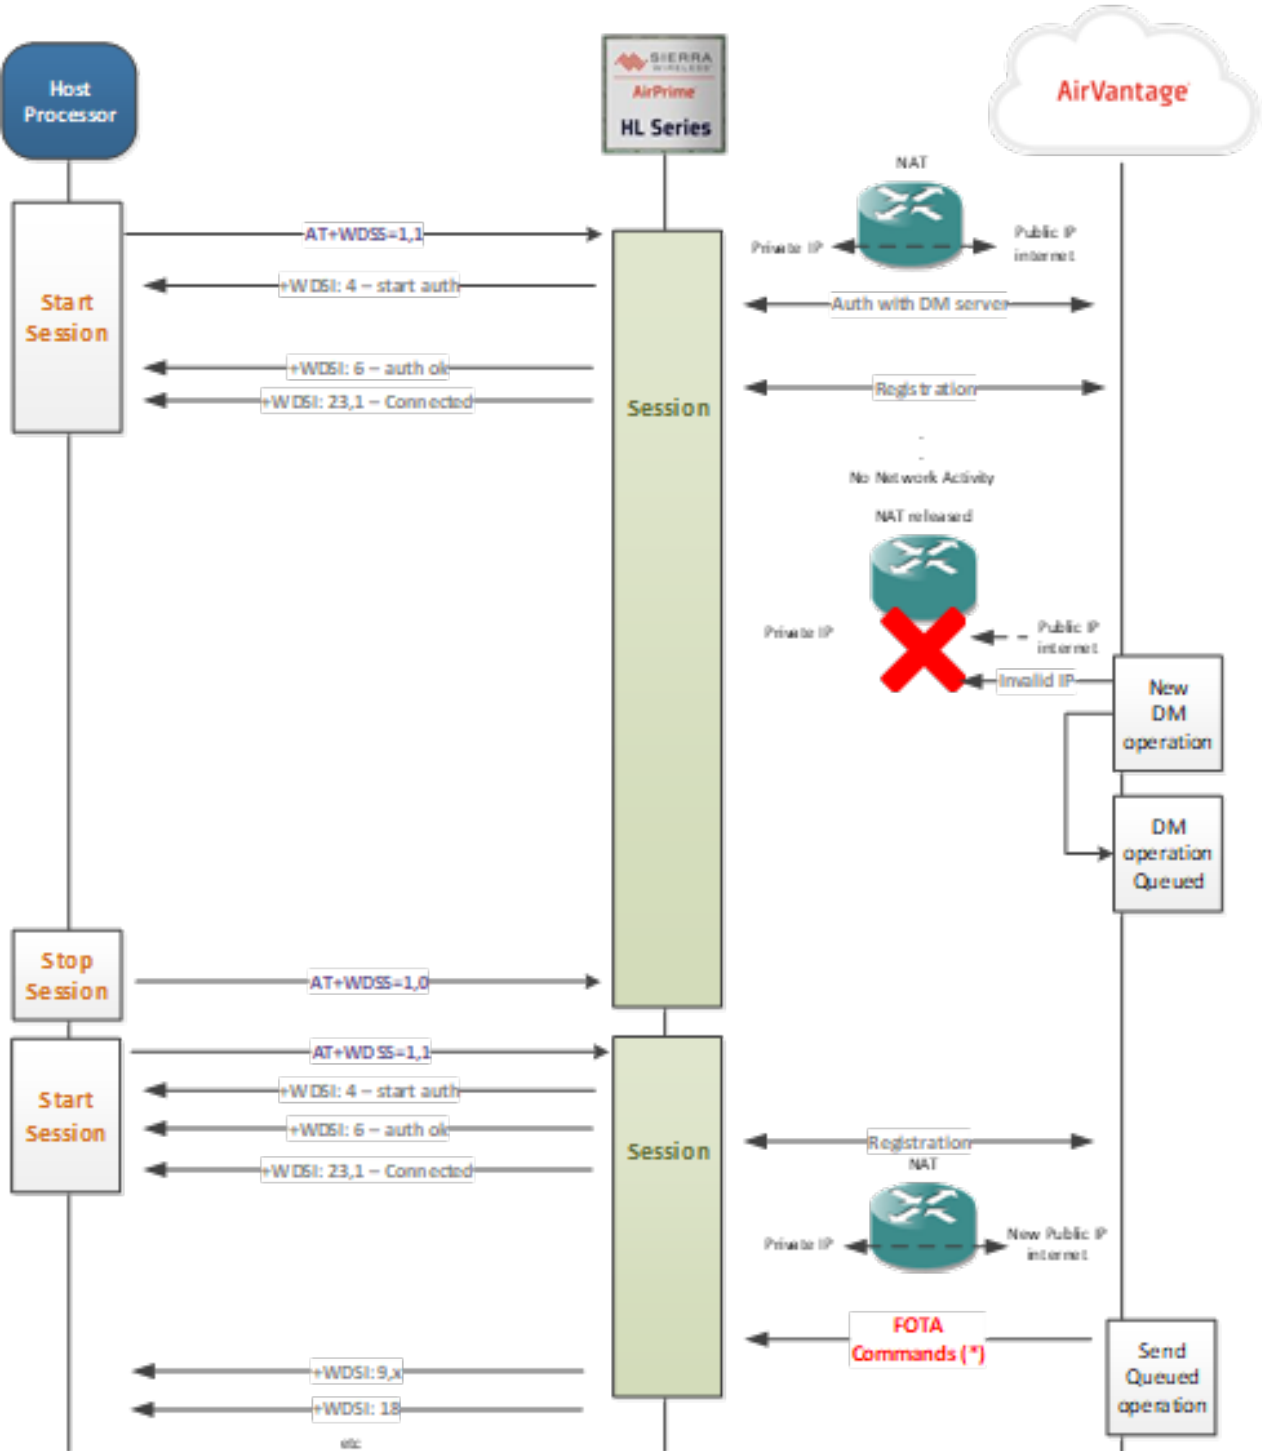 Host
Processor
SIERRA
WIRELESS
AirPrime
HL Series
AirVantage
NAT
AT+WDSS=1,1
Private IP
Public IP
internet
+WDSI: 4 – start auth
Start
Session
Auth with DM server
+WDSI: 6 – auth ok
Registration
+WDSI: 23,1 – Connected
Session
.
.
No Network Activity
NAT released
Private IP
Public IP
internet
Invalid IP
New
DM
operation
DM
operation
Queued
Stop
Session
AT+WDSS=1,0
AT+WDSS=1,1
+WDSI: 4 – start auth
Start
Session
+WDSI: 6 – auth ok
Registration
Session
NAT
+WDSI: 23,1 – Connected
Private IP
New Public IP
internet
FOTA
Commands (*)
Send
Queued
operation
+WDSI: 9,x
+WDSI: 18
etc